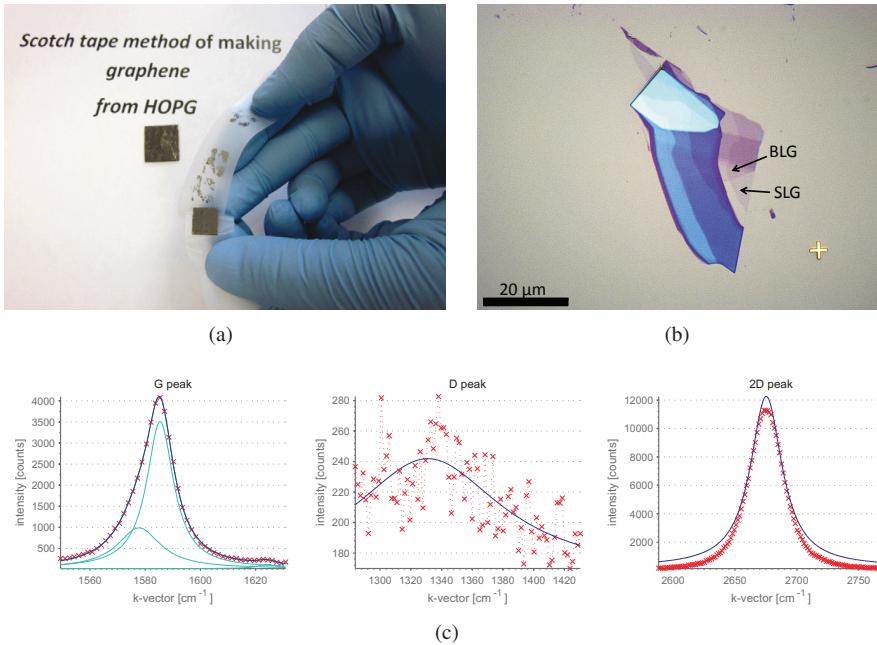 Scotch tape method of making
graphene
from HOPG
BLG
SLG
20 µm
(a)
(b)
G peak
intensity [counts]
4000
3500
3000
2500
2000
1500
1000
500
1560
1580
1600
1620
k-vector [cm⁻¹]
D peak
intensity [counts]
280
260
240
220
200
180
1300
1320
1340
1360
1380
1400
1420
k-vector [cm⁻¹]
2D peak
intensity [counts]
12000
10000
8000
6000
4000
2000
2600
2650
2700
2750
k-vector [cm⁻¹]
(c)